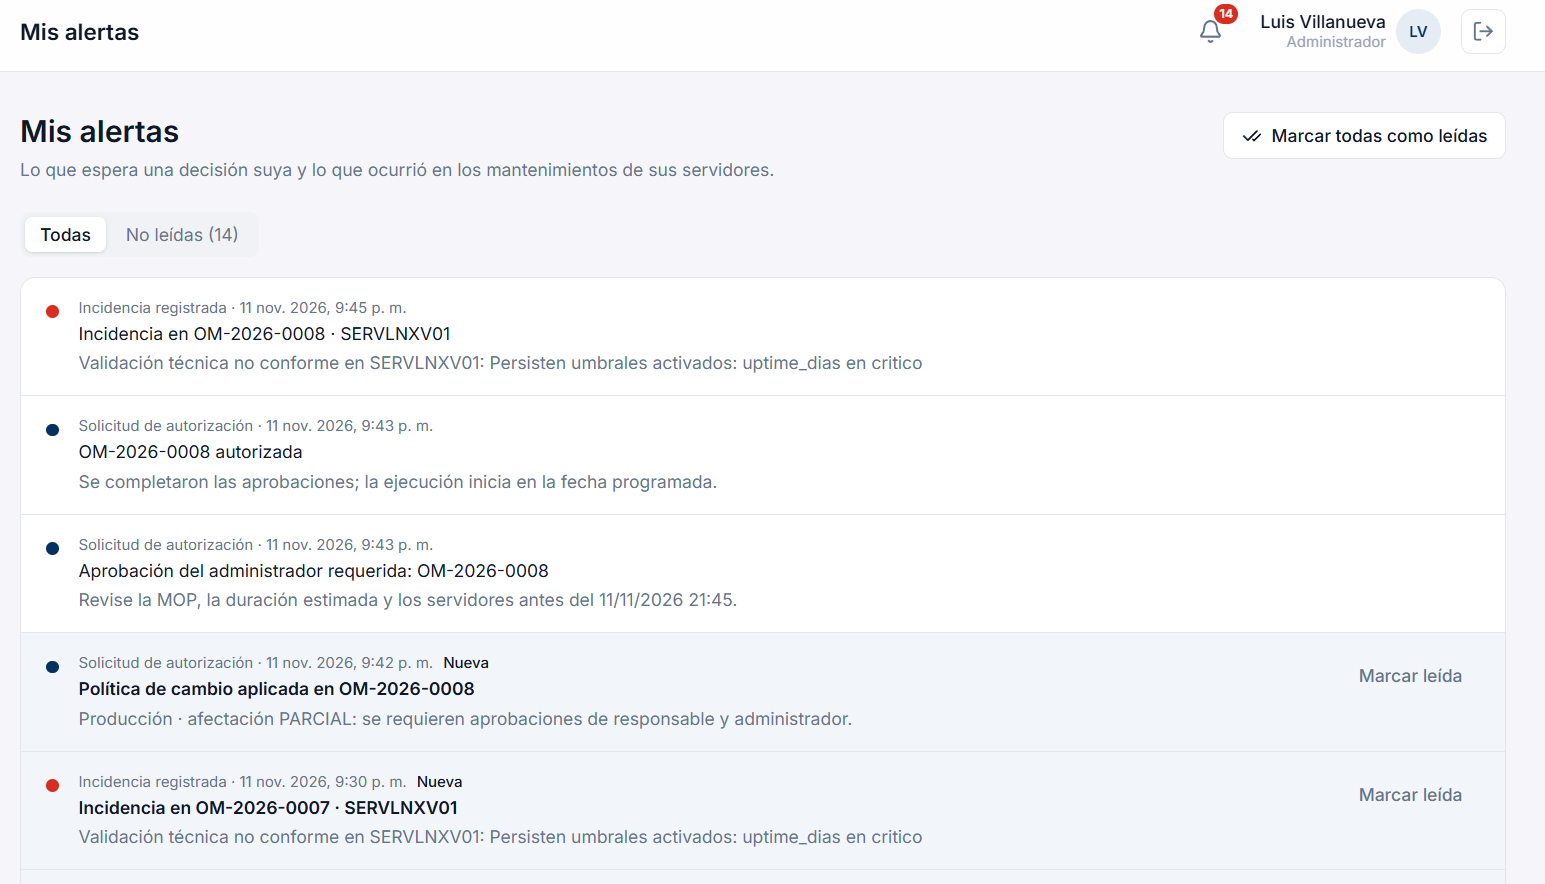 Mis alertas
14
Luis Villanueva
Administrador
LV
Mis alertas
Lo que espera una decisión suya y lo que ocurrió en los mantenimientos de sus servidores.
Marcar todas como leídas
Todas
No leídas (14)
Incidencia registrada · 11 nov. 2026, 9:45 p. m.
Incidencia en OM-2026-0008 · SERVLNXV01
Validación técnica no conforme en SERVLNXV01: Persisten umbrales activados: uptime_dias en critico
Solicitud de autorización · 11 nov. 2026, 9:43 p. m.
OM-2026-0008 autorizada
Se completaron las aprobaciones; la ejecución inicia en la fecha programada.
Solicitud de autorización · 11 nov. 2026, 9:43 p. m.
Aprobación del administrador requerida: OM-2026-0008
Revise la MOP, la duración estimada y los servidores antes del 11/11/2026 21:45.
Solicitud de autorización · 11 nov. 2026, 9:42 p. m. Nueva
Política de cambio aplicada en OM-2026-0008
Producción · afectación PARCIAL: se requieren aprobaciones de responsable y administrador.
Marcar leída
Incidencia registrada · 11 nov. 2026, 9:30 p. m. Nueva
Incidencia en OM-2026-0007 · SERVLNXV01
Validación técnica no conforme en SERVLNXV01: Persisten umbrales activados: uptime_dias en critico
Marcar leída